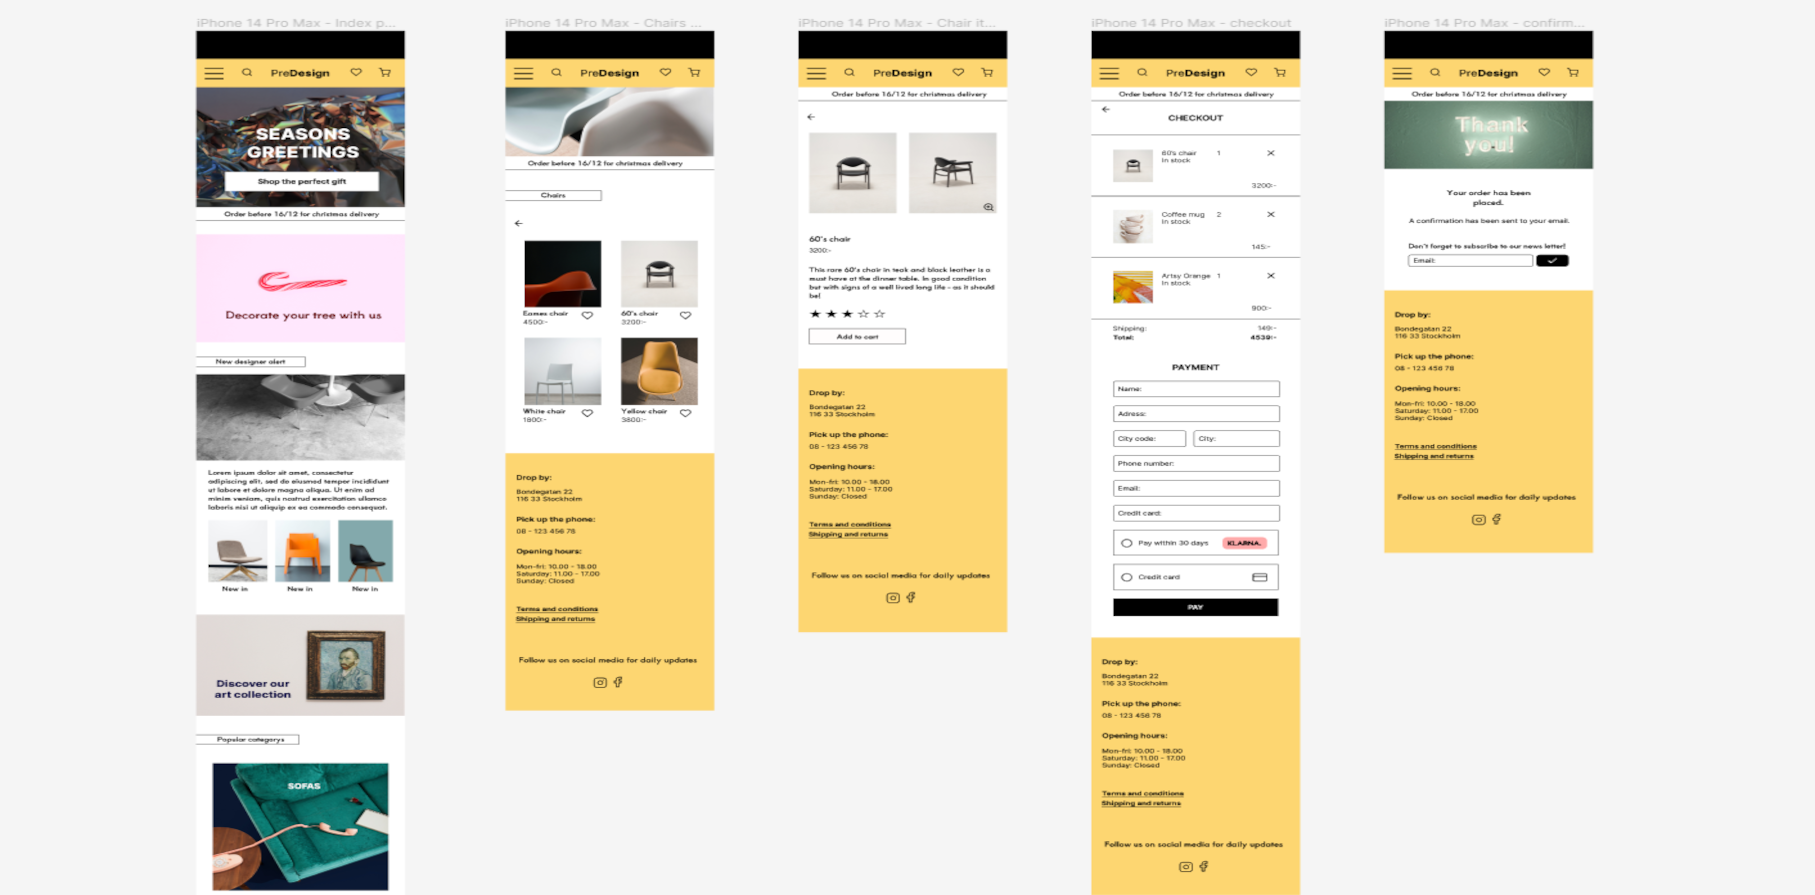 iPhone 14 Pro Max – Index p...
PreDesign
SEASONS
GREETINGS
Shop the perfect gift
Order before 16/12 for christmas delivery
Decorate your tree with us
New designer alert
Lorem ipsum dolor sit amet, consectetur
adipiscing elit, sed do eiusmod tempor incididunt
ut labore et dolore magna aliqua. Ut enim ad
minim veniam, quis nostrud exercitation ullamco
laboris nisi ut aliquip ex ea commodo consequat.
New in
New in
New in
Discover our
art collection
Popular categorys
SOFAS
iPhone 14 Pro Max – Chairs ...
PreDesign
Order before 16/12 for christmas delivery
Chairs
Eames chair
4500:-
60's chair
3200:-
White chair
1800:-
Yellow chair
3800:-
Drop by:
Bondegatan 22
116 33 Stockholm
Pick up the phone:
08 - 123 456 78
Opening hours:
Mon-fri: 10.00 - 18.00
Saturday: 11.00 - 17.00
Sunday: Closed
Terms and conditions
Shipping and returns
Follow us on social media for daily updates
iPhone 14 Pro Max – Chair it...
PreDesign
Order before 16/12 for christmas delivery
60's chair
3200:-
This rare 60's chair in teak and black leather is a
must have at the dinner table. In good condition
but with signs of a well lived long life - as it should
be!
Add to cart
Drop by:
Bondegatan 22
116 33 Stockholm
Pick up the phone:
08 - 123 456 78
Opening hours:
Mon-fri: 10.00 - 18.00
Saturday: 11.00 - 17.00
Sunday: Closed
Terms and conditions
Shipping and returns
Follow us on social media for daily updates
iPhone 14 Pro Max – checkout
PreDesign
Order before 16/12 for christmas delivery
CHECKOUT
60's chair 1
In stock
3200:-
Coffee mug 2
In stock
145:-
Artsy Orange 1
In stock
900:-
Shipping: 149:-
Total: 4539:-
PAYMENT
Name:
Adress:
City code: City:
Phone number:
Email:
Credit card:
Pay within 30 days KLARNA.
Credit card
PAY
Drop by:
Bondegatan 22
116 33 Stockholm
Pick up the phone:
08 - 123 456 78
Opening hours:
Mon-fri: 10.00 - 18.00
Saturday: 11.00 - 17.00
Sunday: Closed
Terms and conditions
Shipping and returns
Follow us on social media for daily updates
iPhone 14 Pro Max – confirm...
PreDesign
Order before 16/12 for christmas delivery
Thank
you!
Your order has been
placed.
A confirmation has been sent to your email.
Don't forget to subscribe to our news letter!
Email:
Drop by:
Bondegatan 22
116 33 Stockholm
Pick up the phone:
08 - 123 456 78
Opening hours:
Mon-fri: 10.00 - 18.00
Saturday: 11.00 - 17.00
Sunday: Closed
Terms and conditions
Shipping and returns
Follow us on social media for daily updates